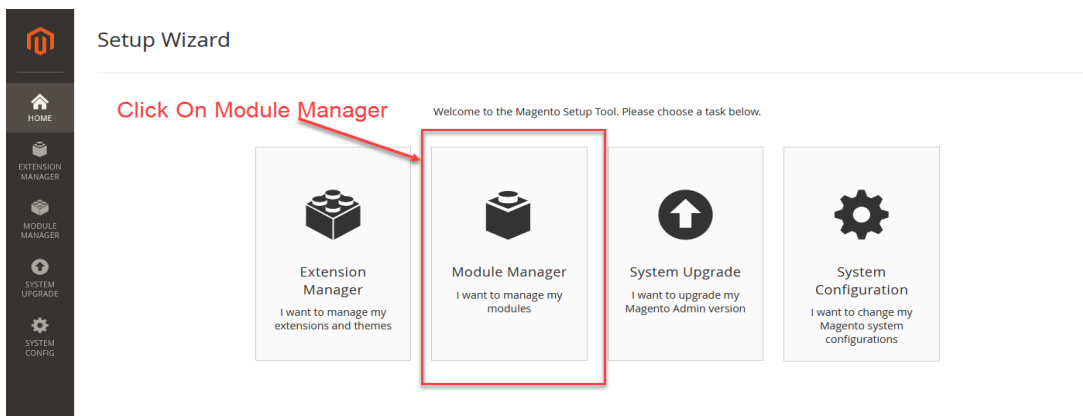 Setup Wizard
HOME
EXTENSION
MANAGER
MODULE
MANAGER
SYSTEM
UPGRADE
SYSTEM
CONFIG
Click On Module Manager
Welcome to the Magento Setup Tool. Please choose a task below.
Extension
Manager
I want to manage my
extensions and themes
Module Manager
I want to manage my
modules
System Upgrade
I want to upgrade my
Magento Admin version
System
Configuration
I want to change my
Magento system
configurations